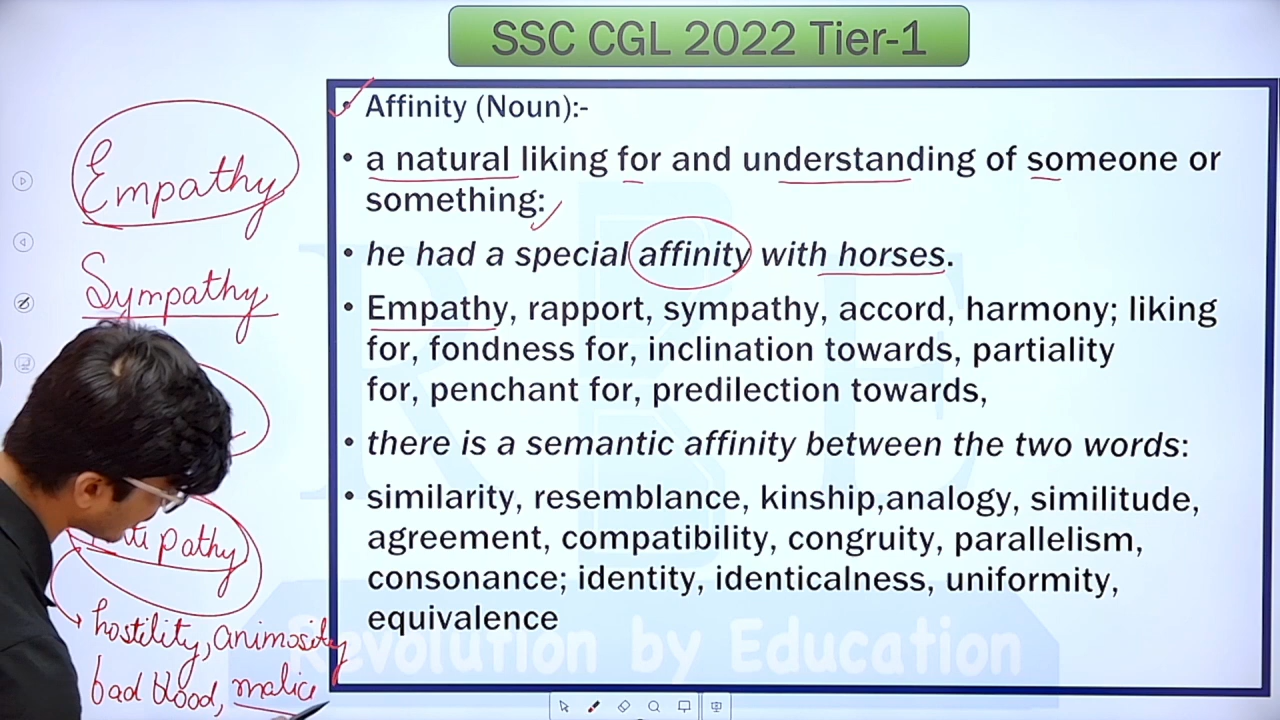 SSC CGL 2022 Tier-1
• Affinity (Noun):-
• a natural liking for and understanding of someone or
something:
• he had a special affinity with horses.
• Empathy, rapport, sympathy, accord, harmony; liking
for, fondness for, inclination towards, partiality
for, penchant for, predilection towards,
• there is a semantic affinity between the two words:
• similarity, resemblance, kinship,analogy, similitude,
agreement, compatibility, congruity, parallelism,
consonance; identity, identicalness, uniformity,
equivalence
Revolution by Education
Empathy
Sympathy
hostility, animosity
bad blood, malice